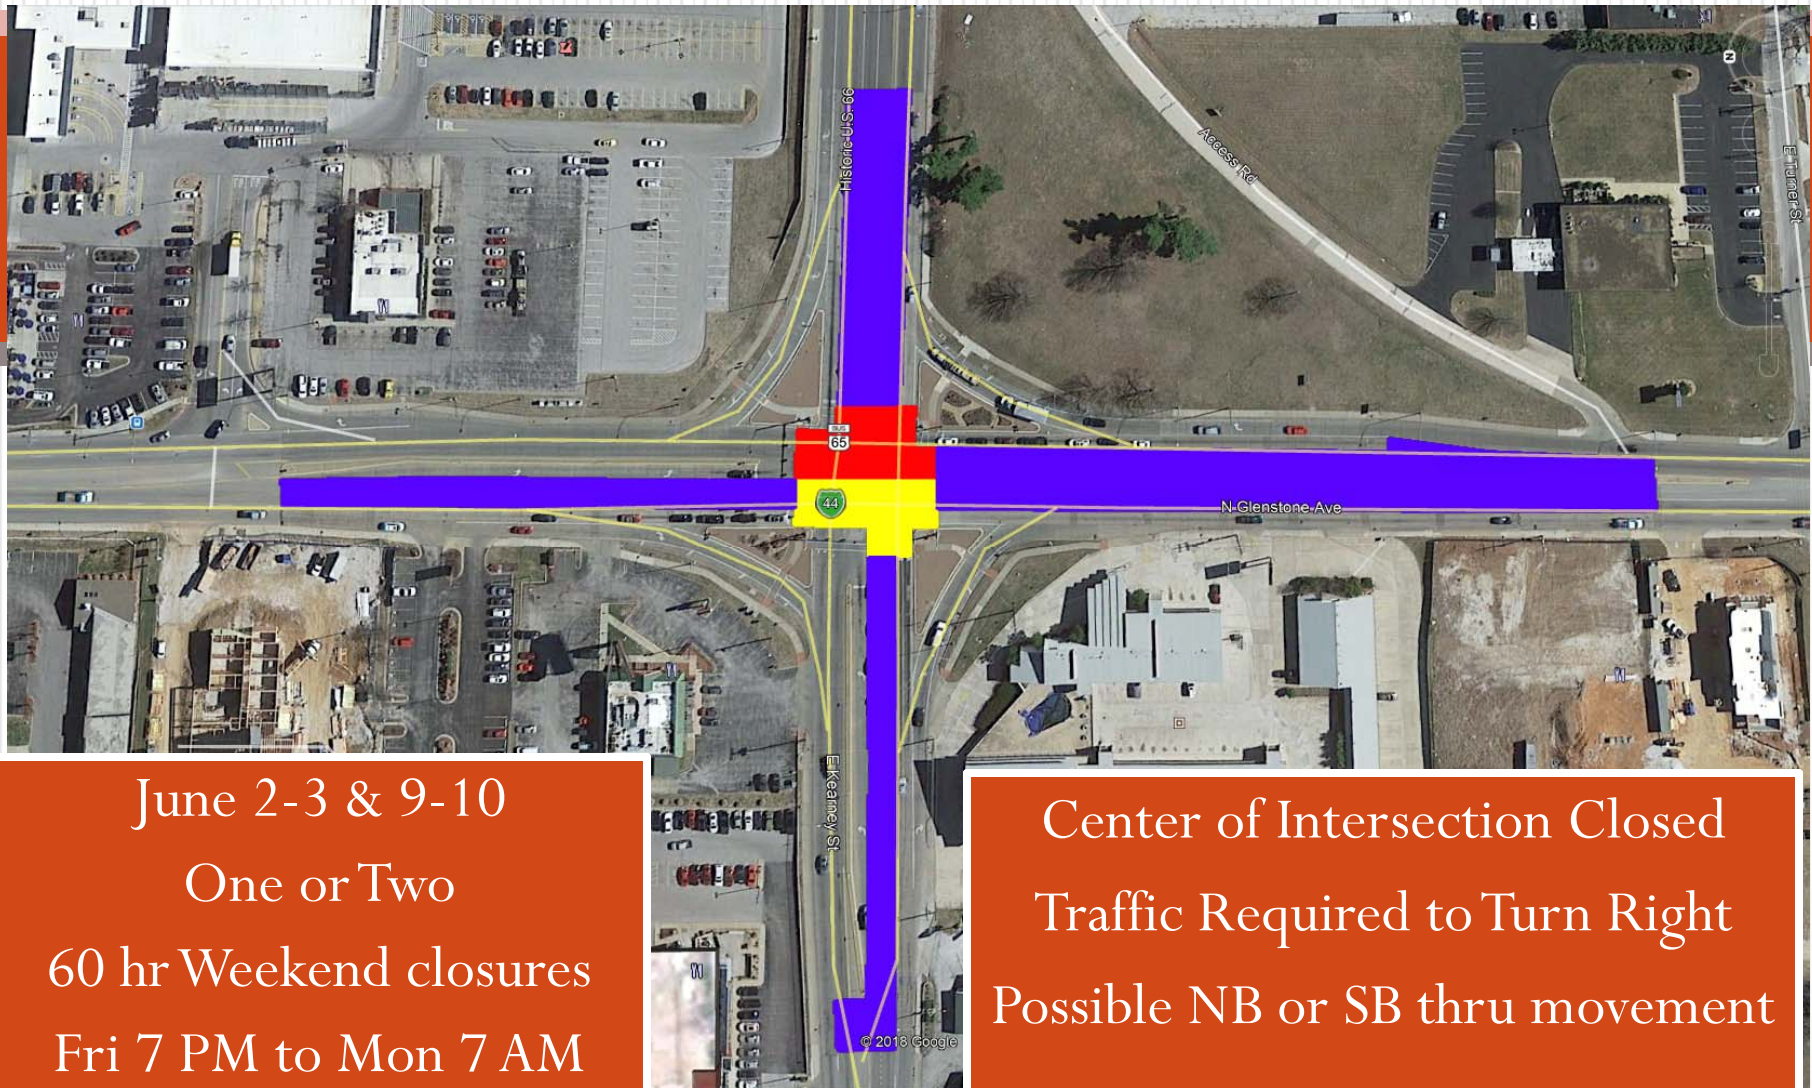 Historic U.S. 66
Access Rd
N
E Turner St
BUS
65
44
N Glenstone Ave
E Kearney St
© 2018 Google
June 2-3 & 9-10
One or Two
60 hr Weekend closures
Fri 7 PM to Mon 7 AM
Center of Intersection Closed
Traffic Required to Turn Right
Possible NB or SB thru movement